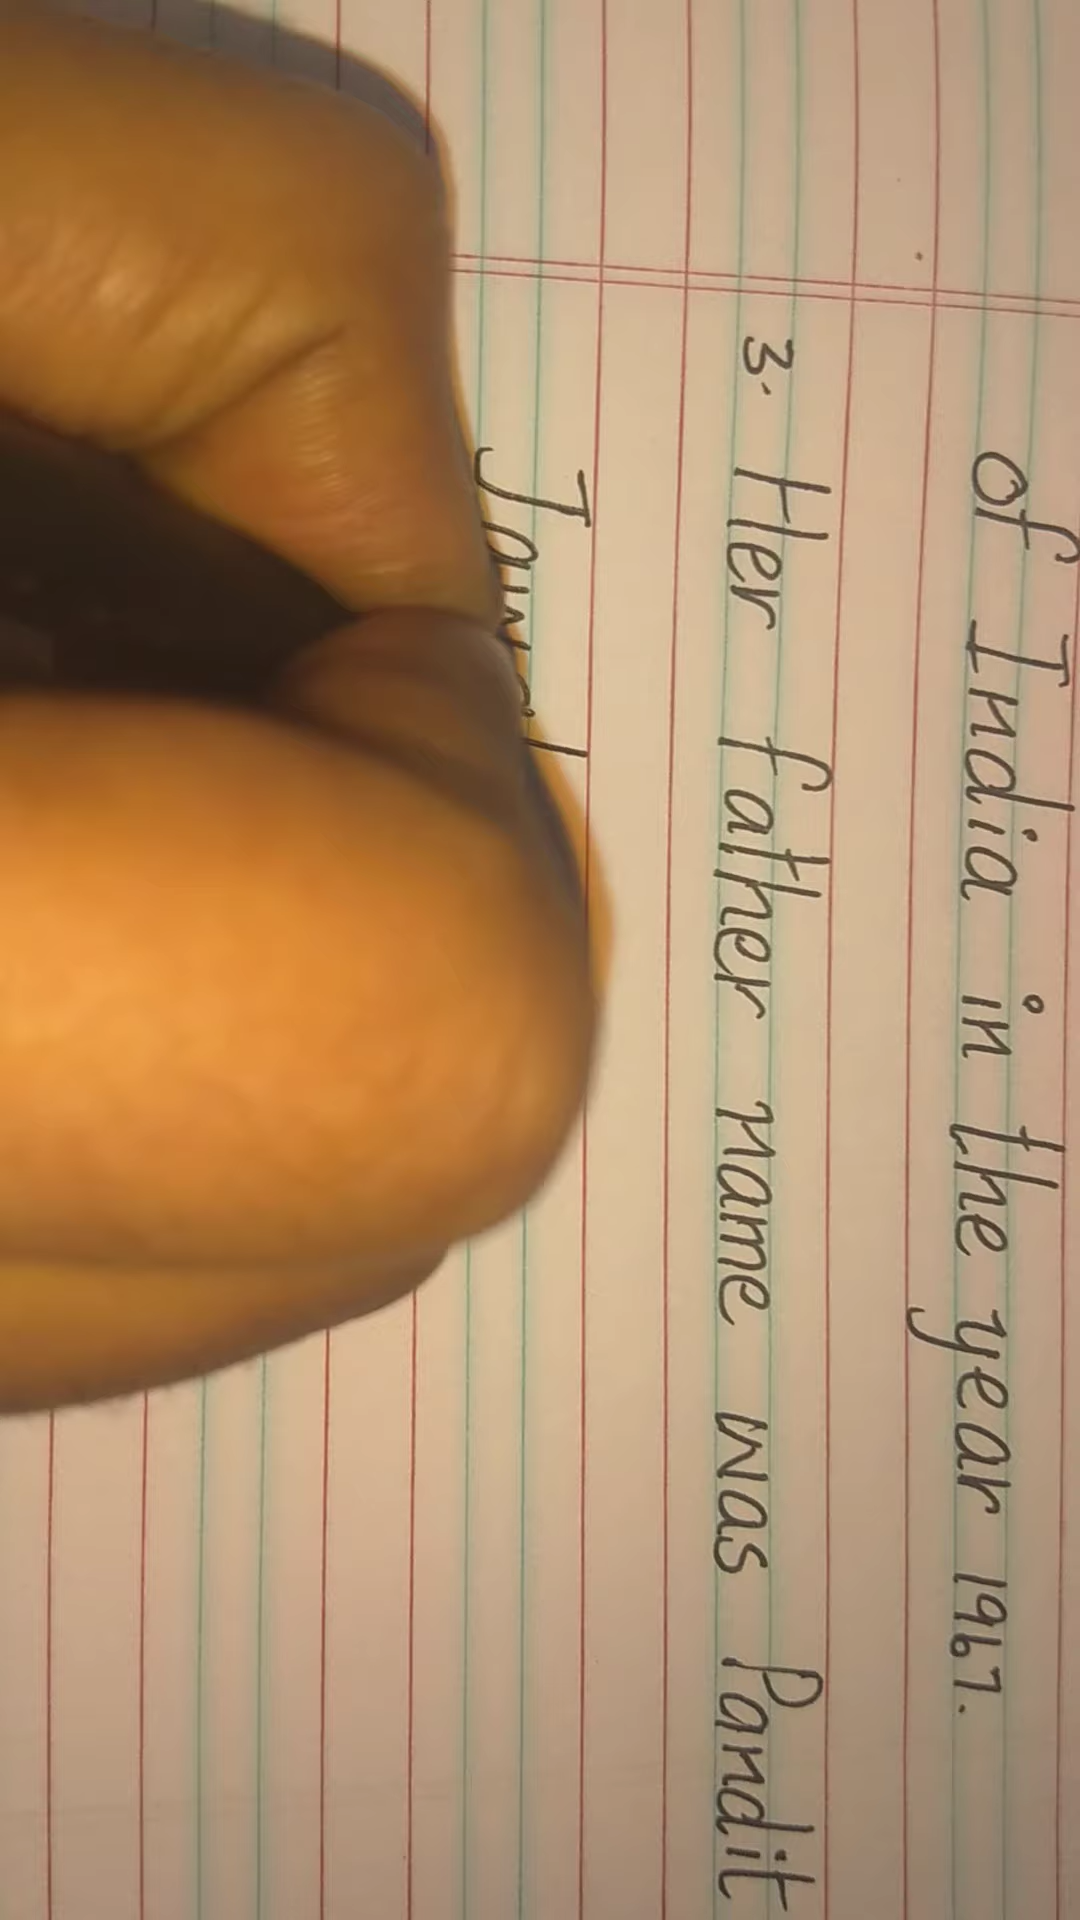 of India in the year 1967.
3. Her father name was Pandit